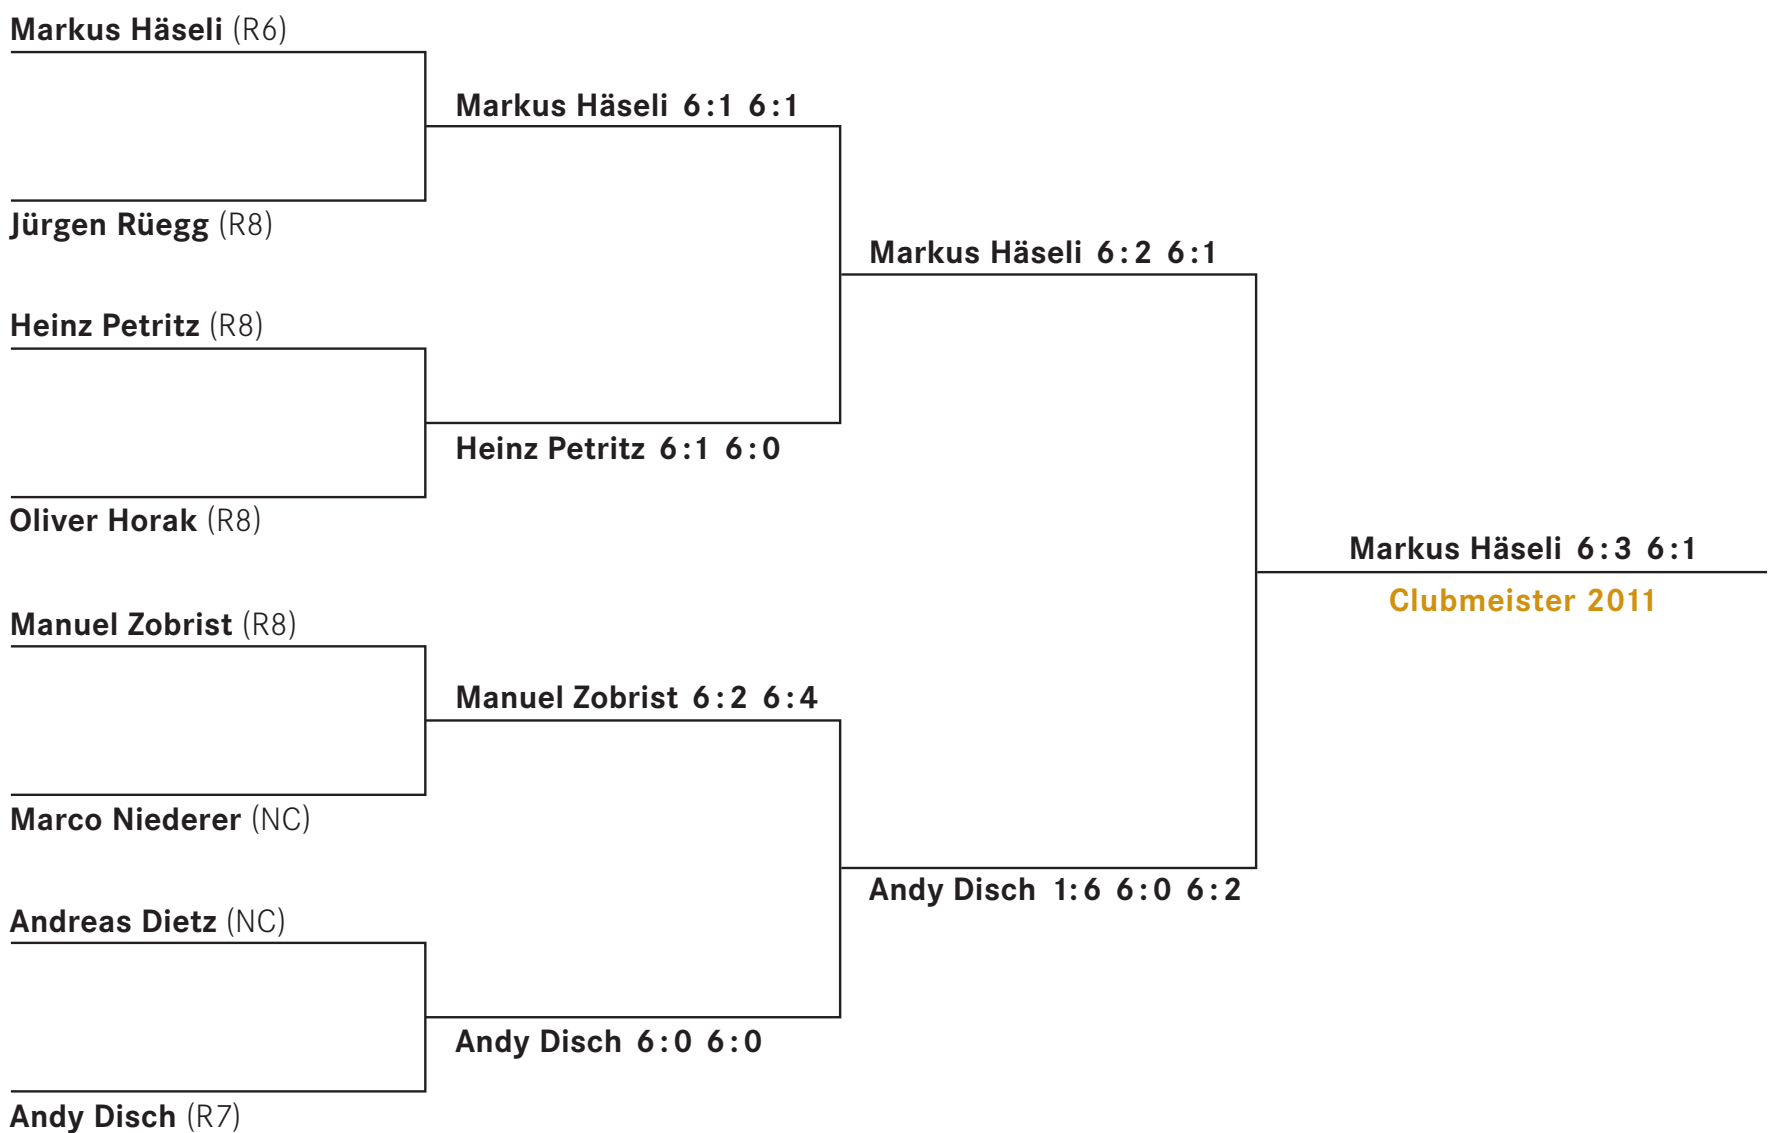 Markus Häseli (R6)
Markus Häseli 6:1 6:1
Jürgen Rüegg (R8)
Markus Häseli 6:2 6:1
Heinz Petritz (R8)
Heinz Petritz 6:1 6:0
Oliver Horak (R8)
Markus Häseli 6:3 6:1
Clubmeister 2011
Manuel Zobrist (R8)
Manuel Zobrist 6:2 6:4
Marco Niederer (NC)
Andy Disch 1:6 6:0 6:2
Andreas Dietz (NC)
Andy Disch 6:0 6:0
Andy Disch (R7)